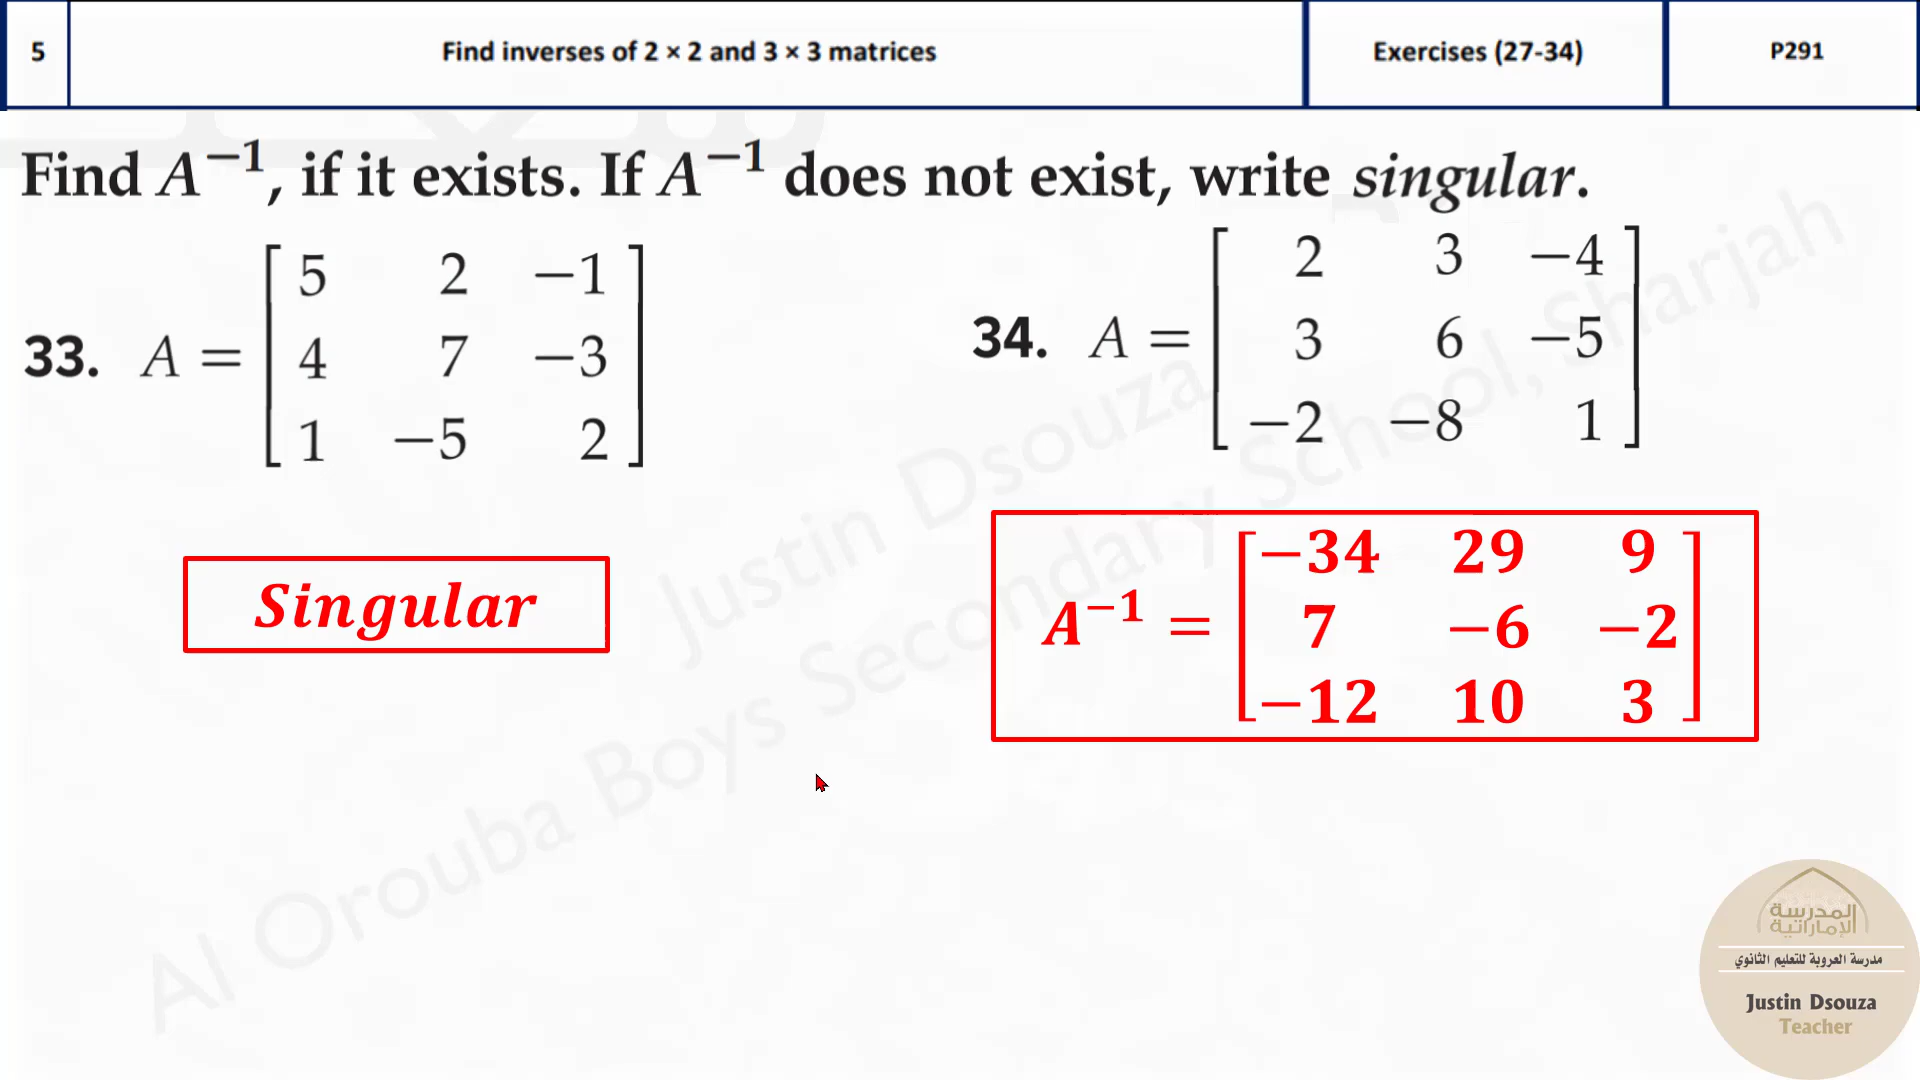 5 Find inverses of 2 × 2 and 3 × 3 matrices Exercises (27-34) P291
Find A⁻¹, if it exists. If A⁻¹ does not exist, write singular.
33. A = [
5 2 −1
4 7 −3
1 −5 2
]
34. A = [
2 3 −4
3 6 −5
−2 −8 1
]
Singular
A⁻¹ = [
−34 29 9
7 −6 −2
−12 10 3
]
Justin Dsouza
Al Orouba Boys Secondary School, Sharjah
المدرسة
الإماراتية
مدرسة العروبة للتعليم الثانوي
Justin Dsouza
Teacher